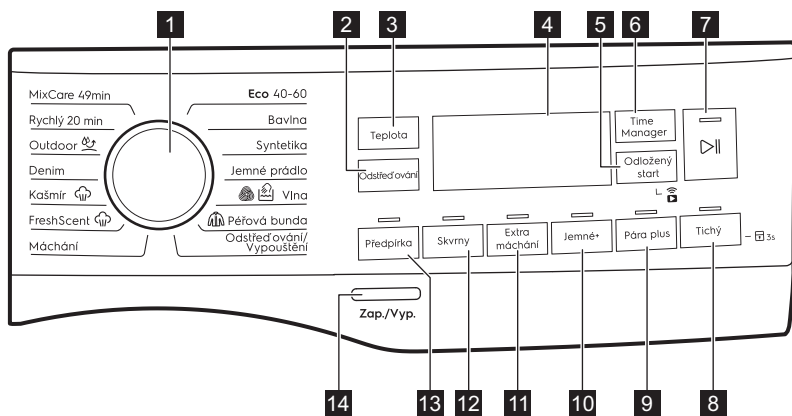 1
2
3
4
5
6
7
MixCare 49min
Rychlý 20 min
Outdoor
Denim
Kašmír
FreshScent
Máchání
Eco 40-60
Bavlna
Syntetika
Jemné prádlo
Vlna
Péřová bunda
Odstřeďování/
Vypouštění
Teplota
Odstřeďování
Time
Manager
Odložený
start
Předpírka
Skvrny
Extra
máchání
Jemné+
Pára plus
Tichý
3s
Zap./Vyp.
14
13
12
11
10
9
8